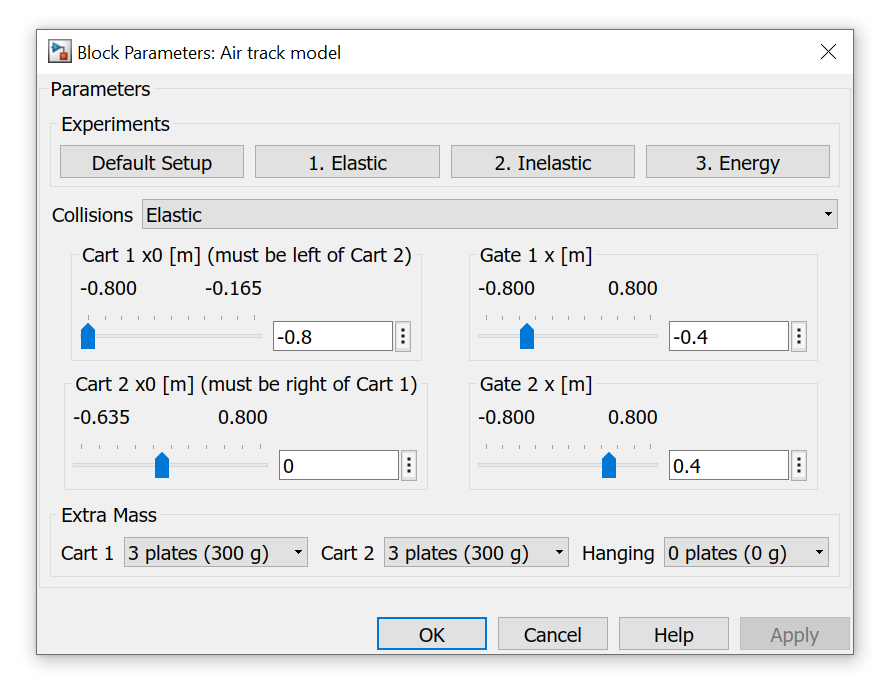 Block Parameters: Air track model
Parameters
Experiments
Default Setup 1. Elastic 2. Inelastic 3. Energy
Collisions Elastic
Cart 1 x0 [m] (must be left of Cart 2) Gate 1 x [m]
-0.800 -0.165 -0.800 0.800
-0.8 -0.4
Cart 2 x0 [m] (must be right of Cart 1) Gate 2 x [m]
-0.635 0.800 -0.800 0.800
0 0.4
Extra Mass
Cart 1 3 plates (300 g) Cart 2 3 plates (300 g) Hanging 0 plates (0 g)
OK Cancel Help Apply